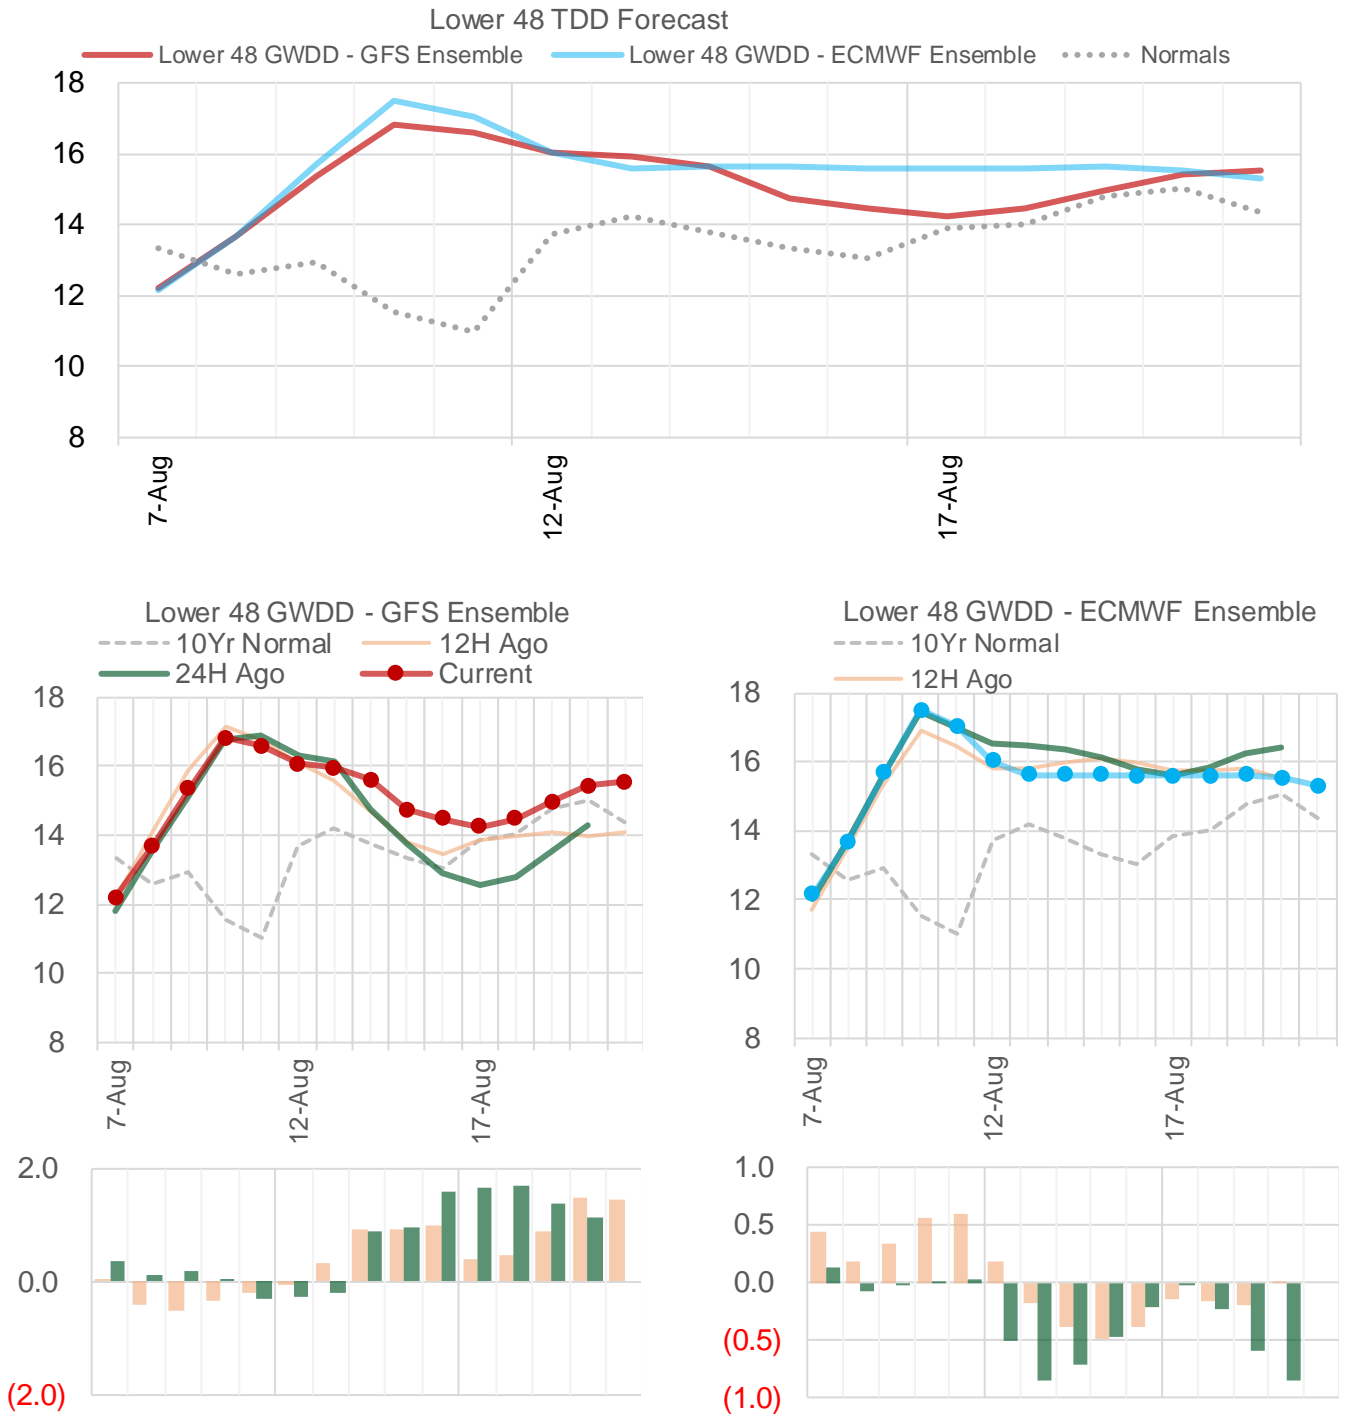 Lower 48 TDD Forecast
Lower 48 GWDD - GFS Ensemble Lower 48 GWDD - ECMWF Ensemble Normals
18
16
14
12
10
8
7-Aug 12-Aug 17-Aug
Lower 48 GWDD - GFS Ensemble
10Yr Normal 12H Ago
24H Ago Current
18
16
14
12
10
8
7-Aug 12-Aug 17-Aug
2.0
0.0
(2.0)
Lower 48 GWDD - ECMWF Ensemble
10Yr Normal
12H Ago
18
16
14
12
10
8
7-Aug 12-Aug 17-Aug
1.0
0.5
0.0
(0.5)
(1.0)